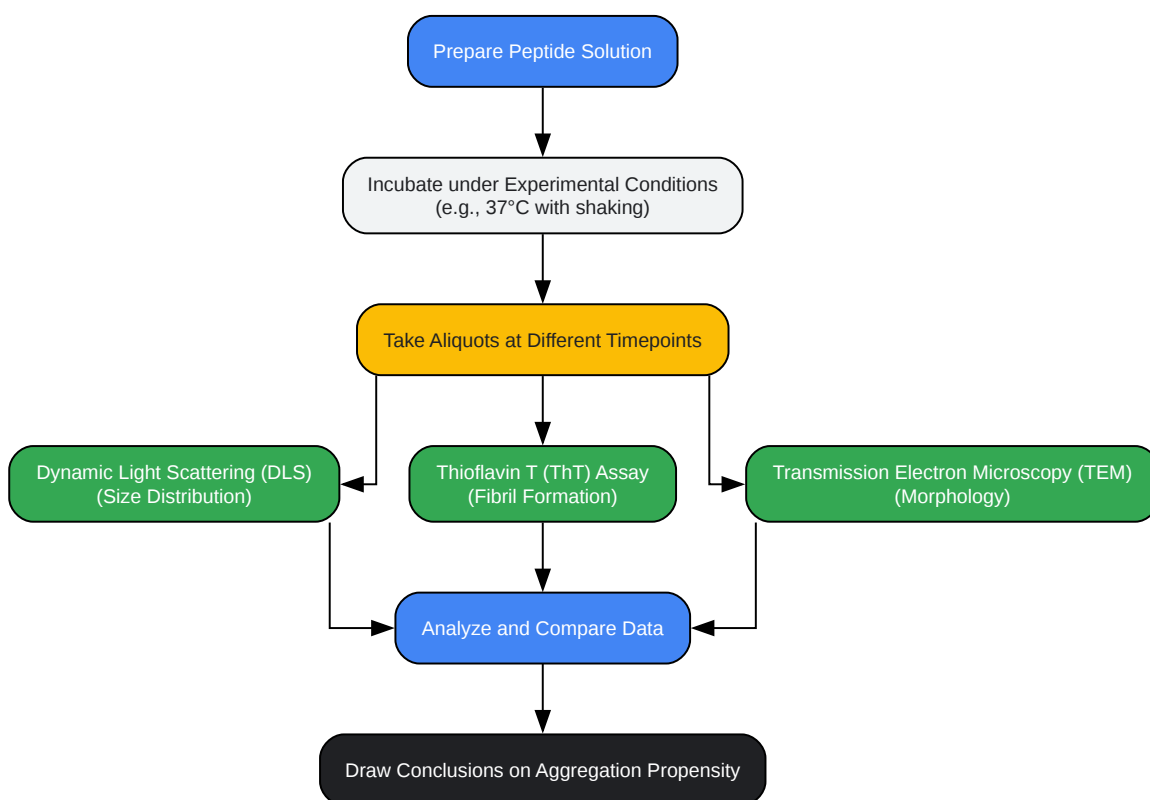 Prepare Peptide Solution
Incubate under Experimental Conditions
(e.g., 37°C with shaking)
Take Aliquots at Different Timepoints
Dynamic Light Scattering (DLS)
(Size Distribution)
Thioflavin T (ThT) Assay
(Fibril Formation)
Transmission Electron Microscopy (TEM)
(Morphology)
Analyze and Compare Data
Draw Conclusions on Aggregation Propensity